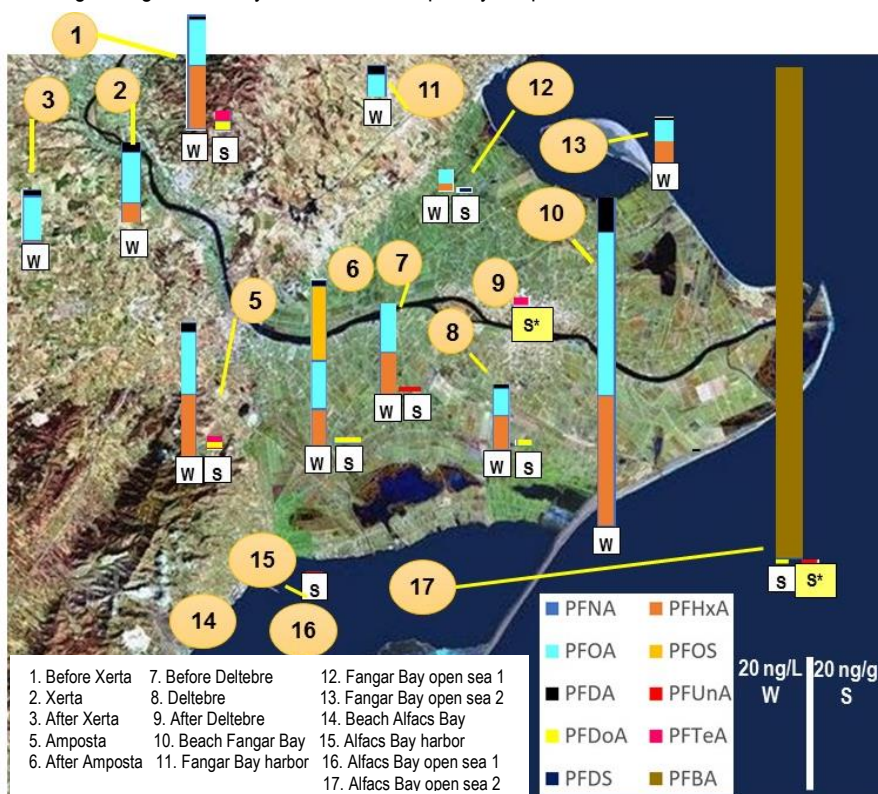 1
2
3
11
12
13
W
S
W
W
W
W
S
W
10
6
7
9
5
8
S*
W
S
W
S
W
S
W
S
W
15
S
14
16
17
S
S*
PFNA
PFHxA
PFOA
PFOS
PFDA
PFUnA
PFDoA
PFTeA
PFDS
PFBA
20 ng/L
W
20 ng/g
S
1. Before Xerta 7. Before Deltebre 12. Fangar Bay open sea 1
2. Xerta 8. Deltebre 13. Fangar Bay open sea 2
3. After Xerta 9. After Deltebre 14. Beach Alfacs Bay
5. Amposta 10. Beach Fangar Bay 15. Alfacs Bay harbor
6. After Amposta 11. Fangar Bay harbor 16. Alfacs Bay open sea 1
17. Alfacs Bay open sea 2